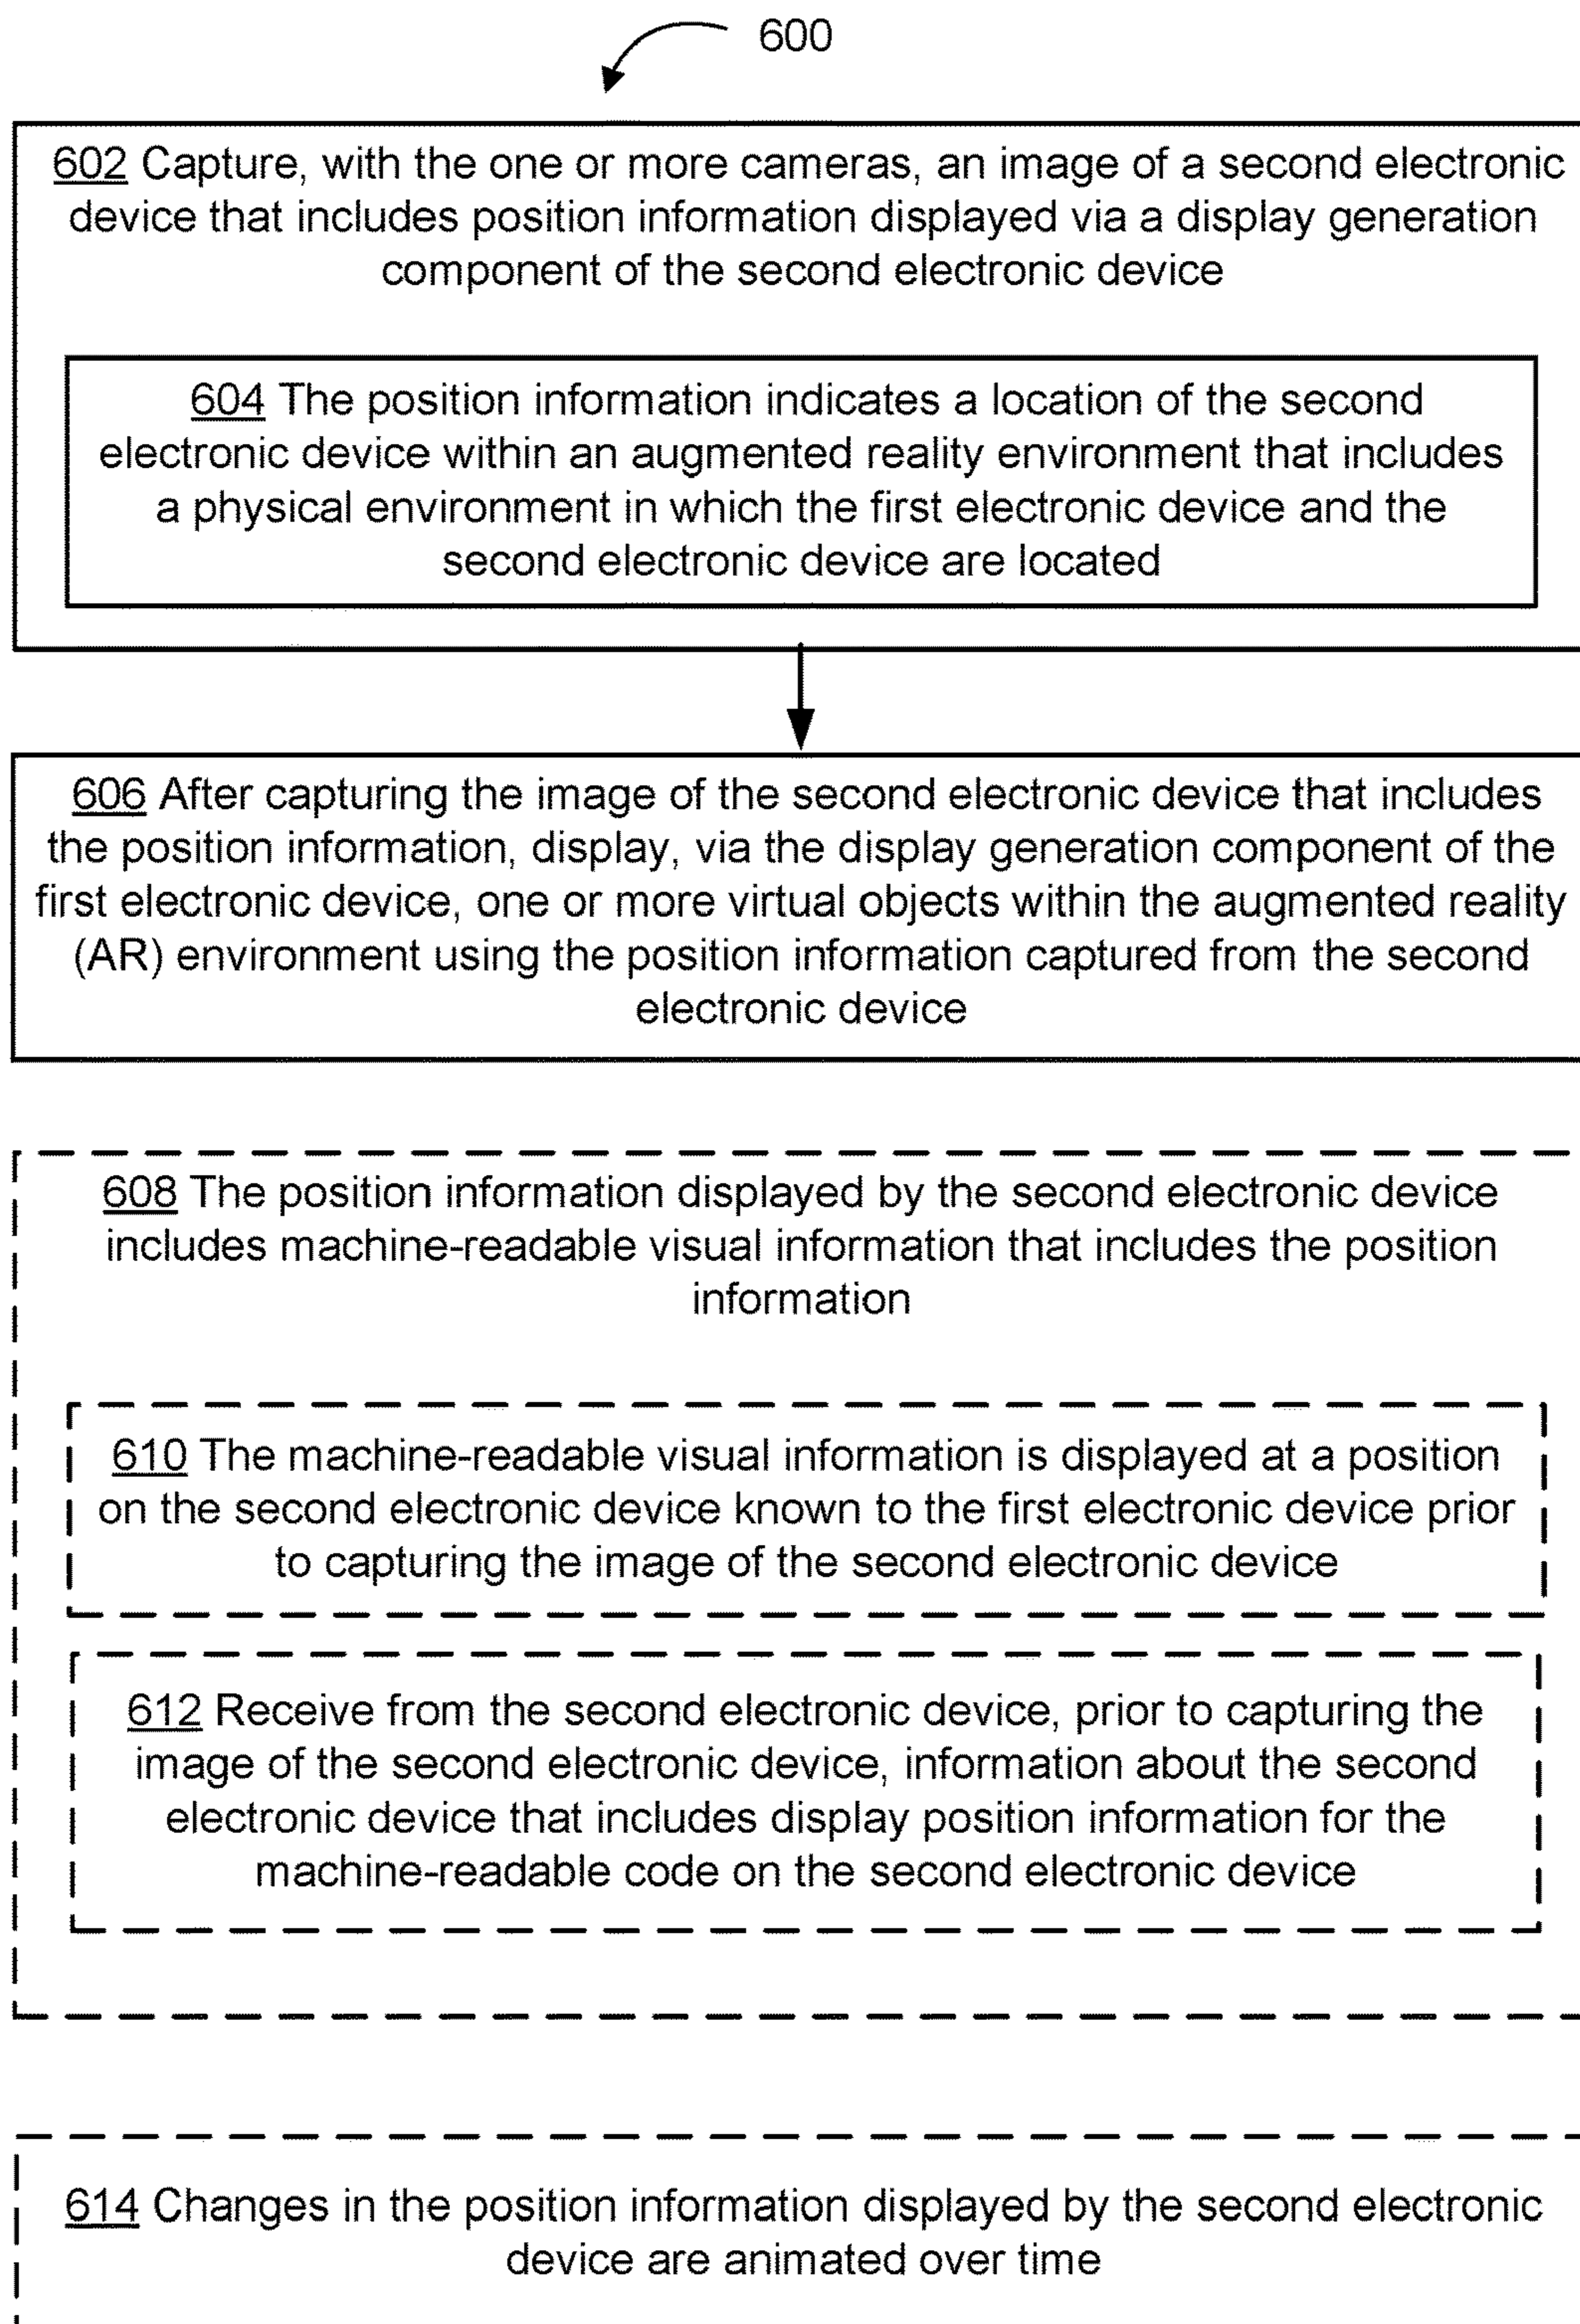 600
602 Capture, with the one or more cameras, an image of a second electronic
device that includes position information displayed via a display generation
component of the second electronic device
604 The position information indicates a location of the second
electronic device within an augmented reality environment that includes
a physical environment in which the first electronic device and the
second electronic device are located
606 After capturing the image of the second electronic device that includes
the position information, display, via the display generation component of the
first electronic device, one or more virtual objects within the augmented reality
(AR) environment using the position information captured from the second
electronic device
608 The position information displayed by the second electronic device
includes machine-readable visual information that includes the position
information
610 The machine-readable visual information is displayed at a position
on the second electronic device known to the first electronic device prior
to capturing the image of the second electronic device
612 Receive from the second electronic device, prior to capturing the
image of the second electronic device, information about the second
electronic device that includes display position information for the
machine-readable code on the second electronic device
614 Changes in the position information displayed by the second electronic
device are animated over time